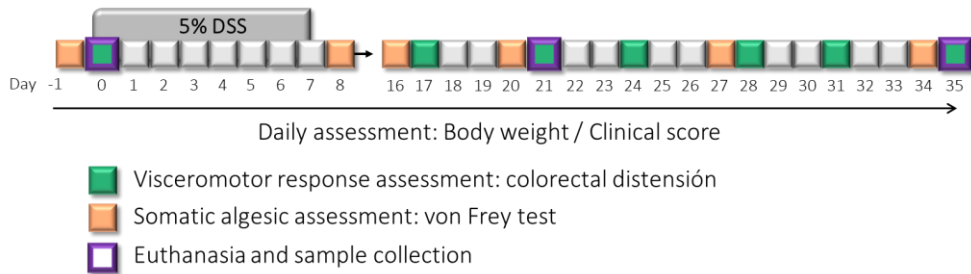 5% DSS
Day -1 0 1 2 3 4 5 6 7 8 16 17 18 19 20 21 22 23 24 25 26 27 28 29 30 31 32 33 34 35
Daily assessment: Body weight / Clinical score
Visceromotor response assessment: colorectal distensión
Somatic algesic assessment: von Frey test
Euthanasia and sample collection